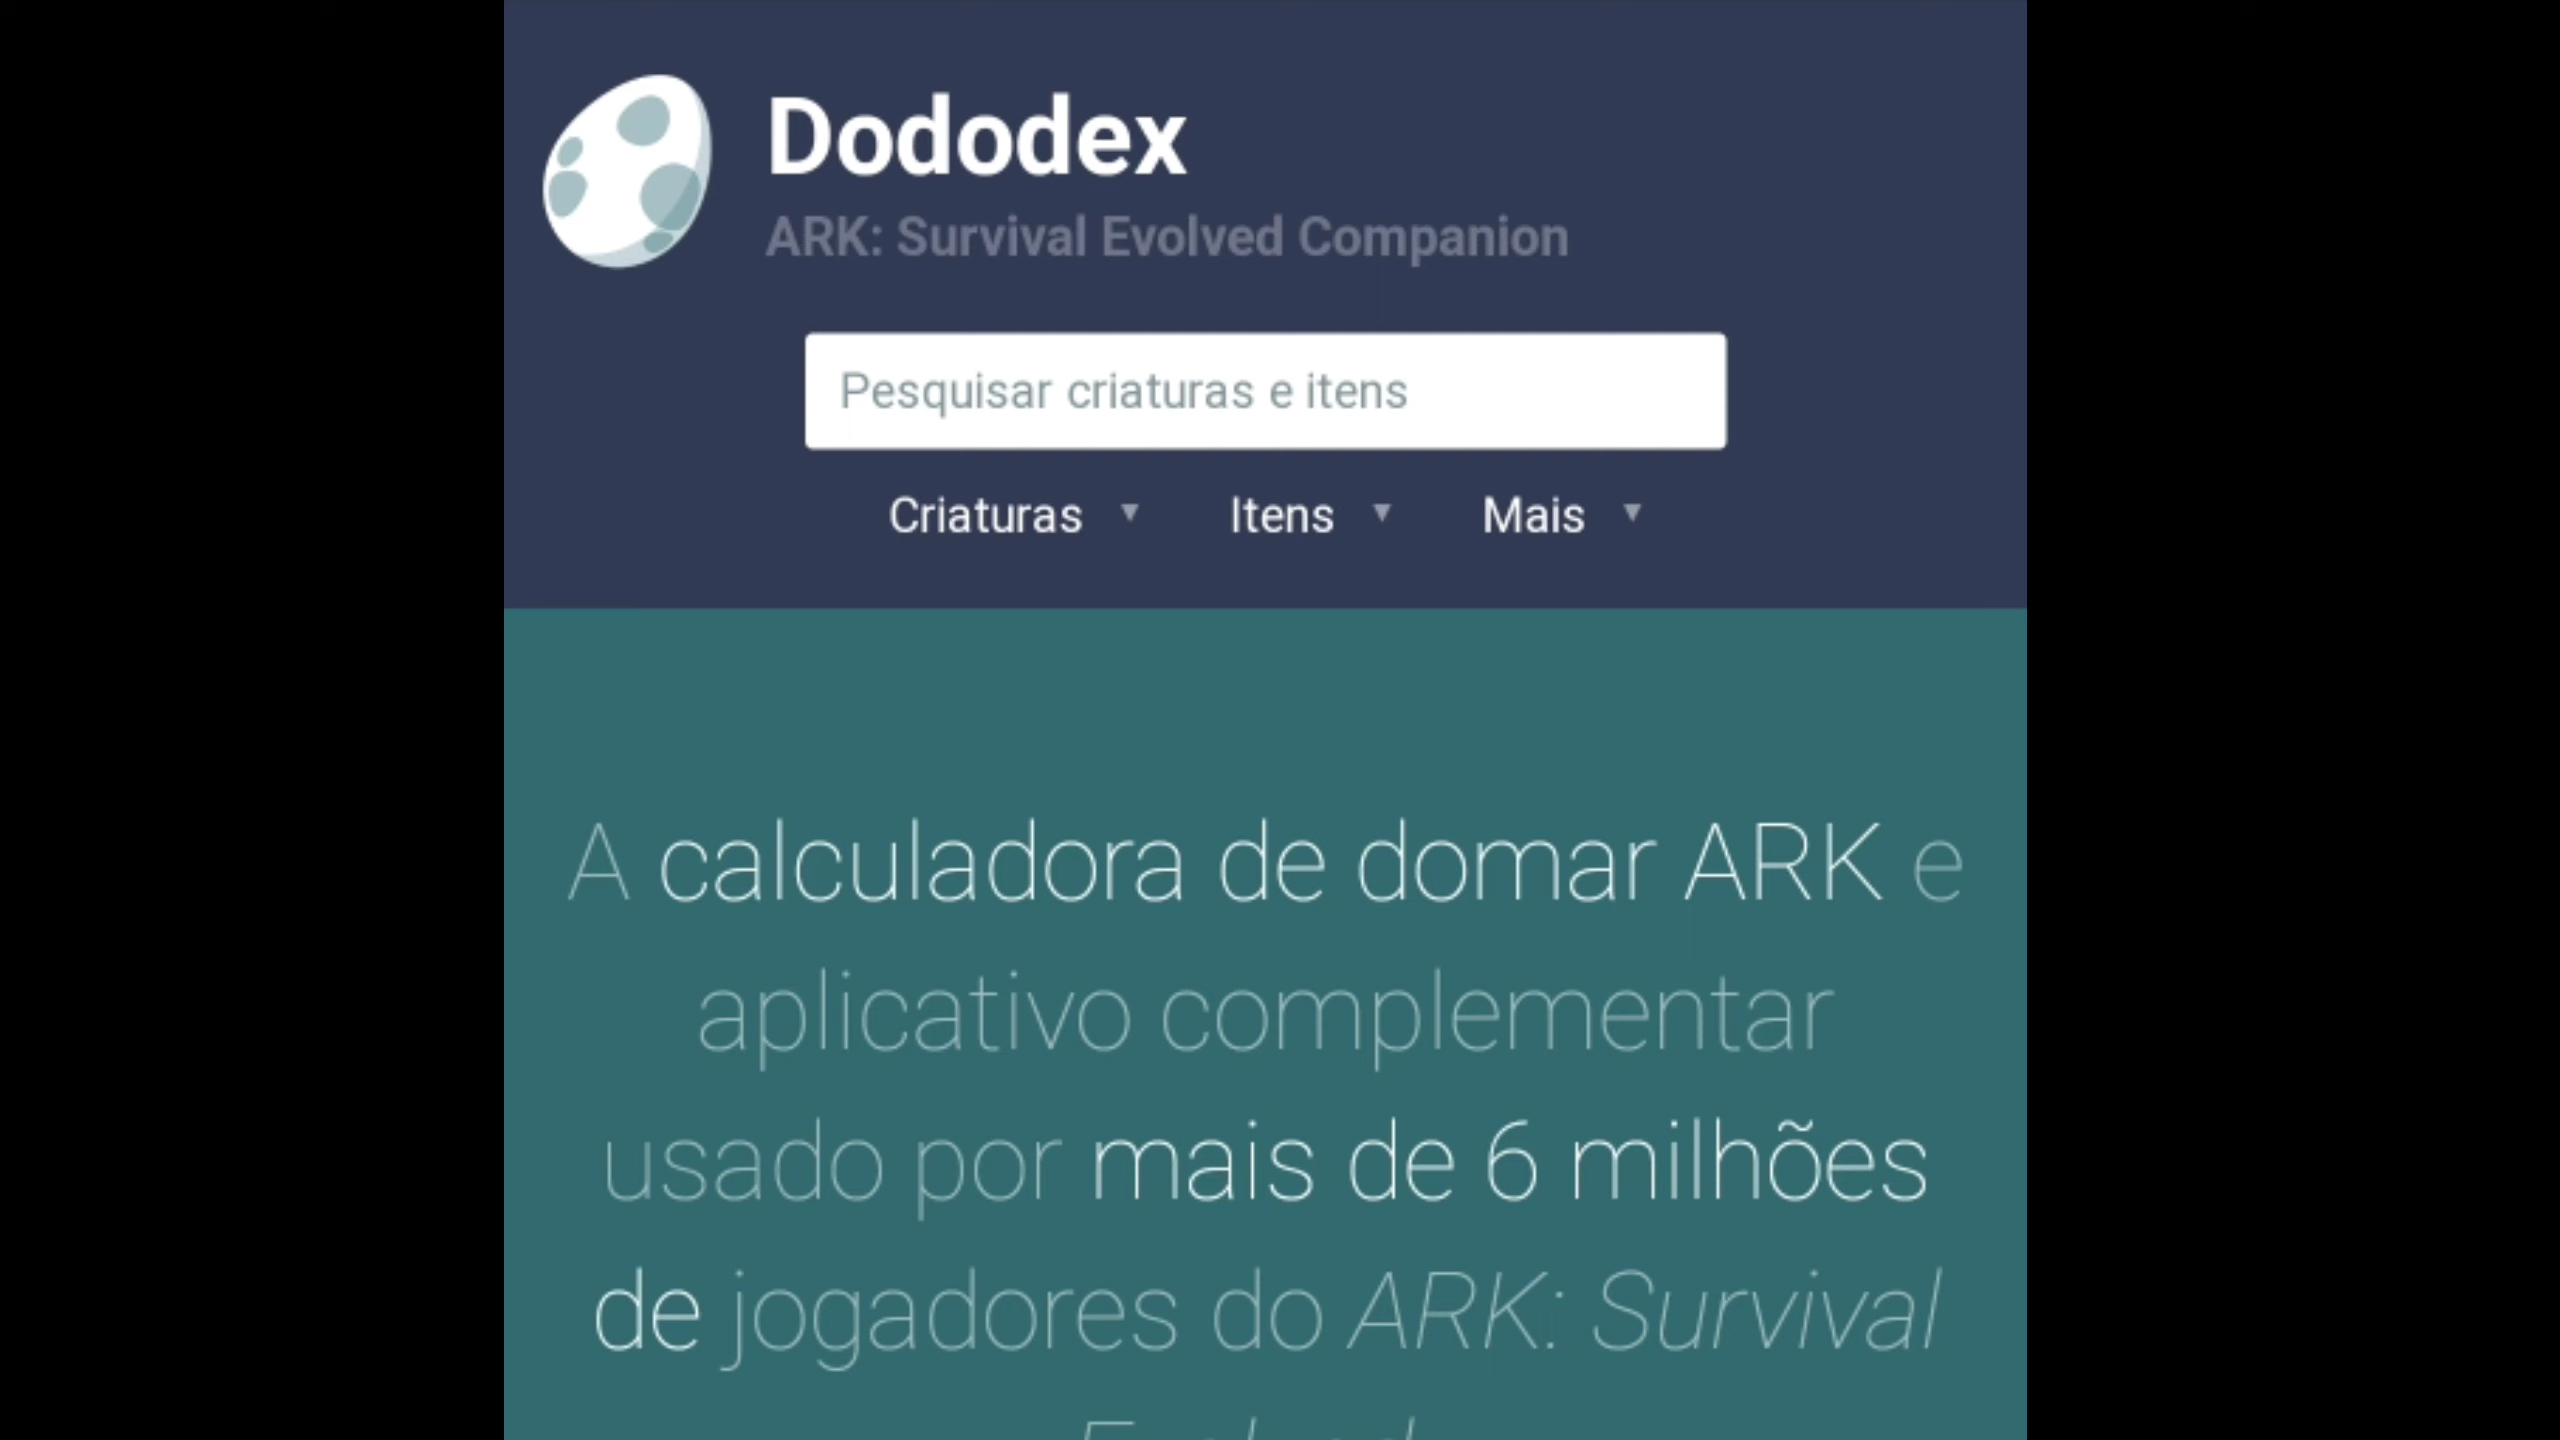 Dododex
ARK: Survival Evolved Companion
Pesquisar criaturas e itens
Criaturas ▼ Itens ▼ Mais ▼
A calculadora de domar ARK e
aplicativo complementar
usado por mais de 6 milhões
de jogadores do ARK: Survival